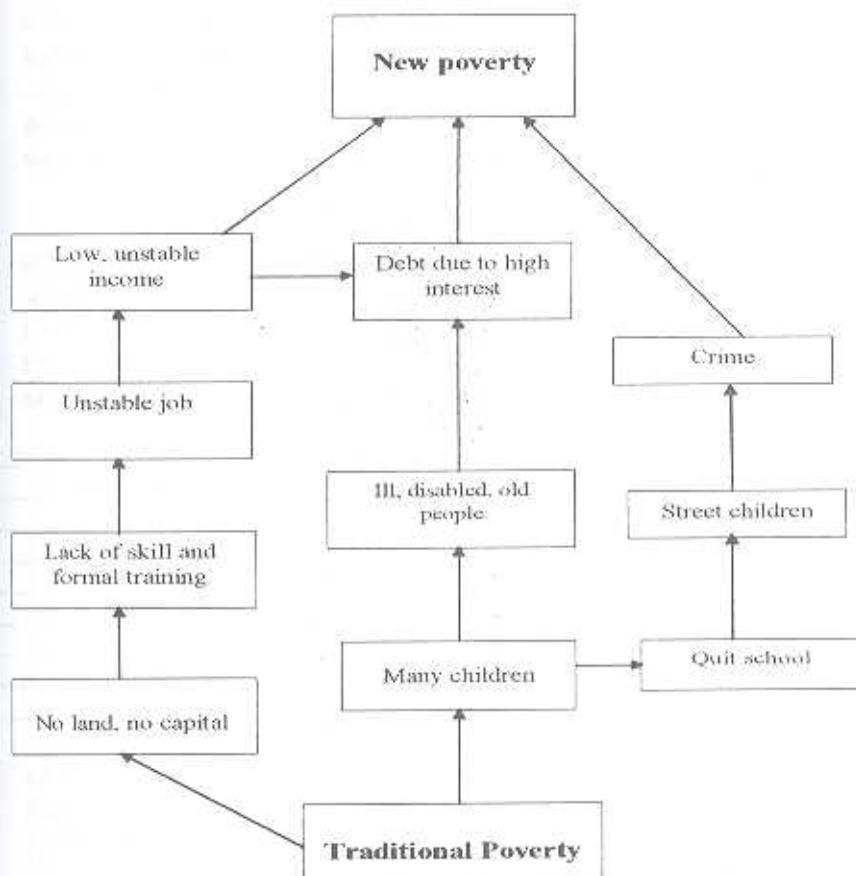 New poverty
Low, unstable
income
Debt due to high
interest
Crime
Unstable job
Ill, disabled, old
people
Street children
Lack of skill and
formal training
Many children
Quit school
No land, no capital
Traditional Poverty